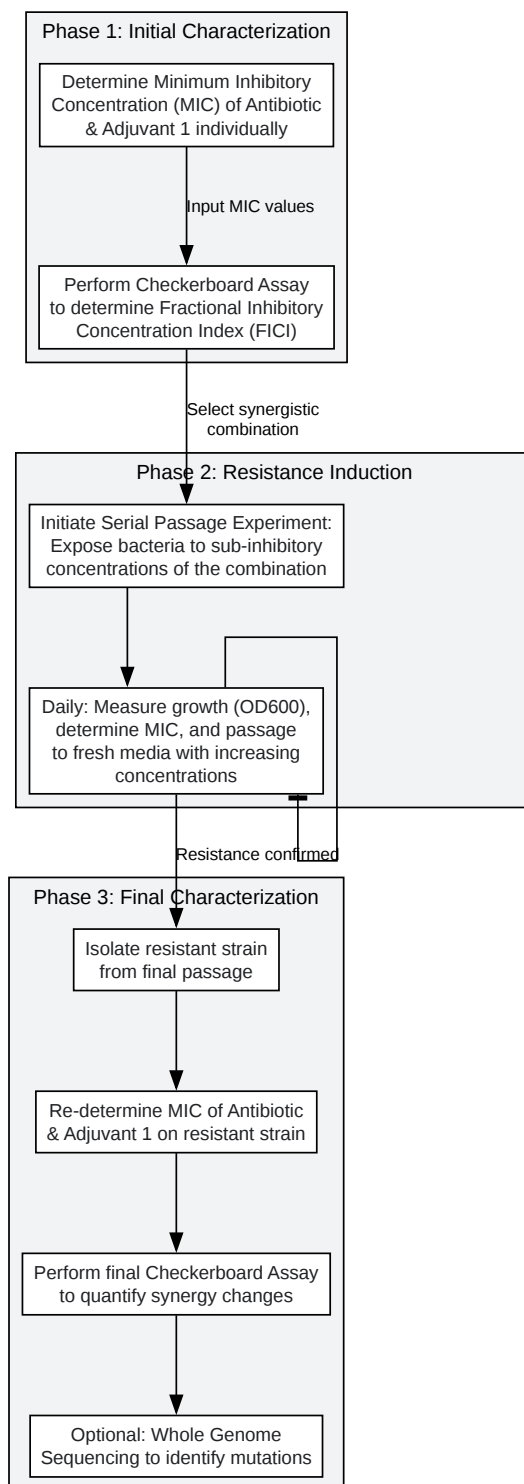 Phase 1: Initial Characterization
Determine Minimum Inhibitory
Concentration (MIC) of Antibiotic
& Adjuvant 1 individually
Input MIC values
Perform Checkerboard Assay
to determine Fractional Inhibitory
Concentration Index (FICI)
Select synergistic
combination
Phase 2: Resistance Induction
Initiate Serial Passage Experiment:
Expose bacteria to sub-inhibitory
concentrations of the combination
Daily: Measure growth (OD600),
determine MIC, and passage
to fresh media with increasing
concentrations
Resistance confirmed
Phase 3: Final Characterization
Isolate resistant strain
from final passage
Re-determine MIC of Antibiotic
& Adjuvant 1 on resistant strain
Perform final Checkerboard Assay
to quantify synergy changes
Optional: Whole Genome
Sequencing to identify mutations